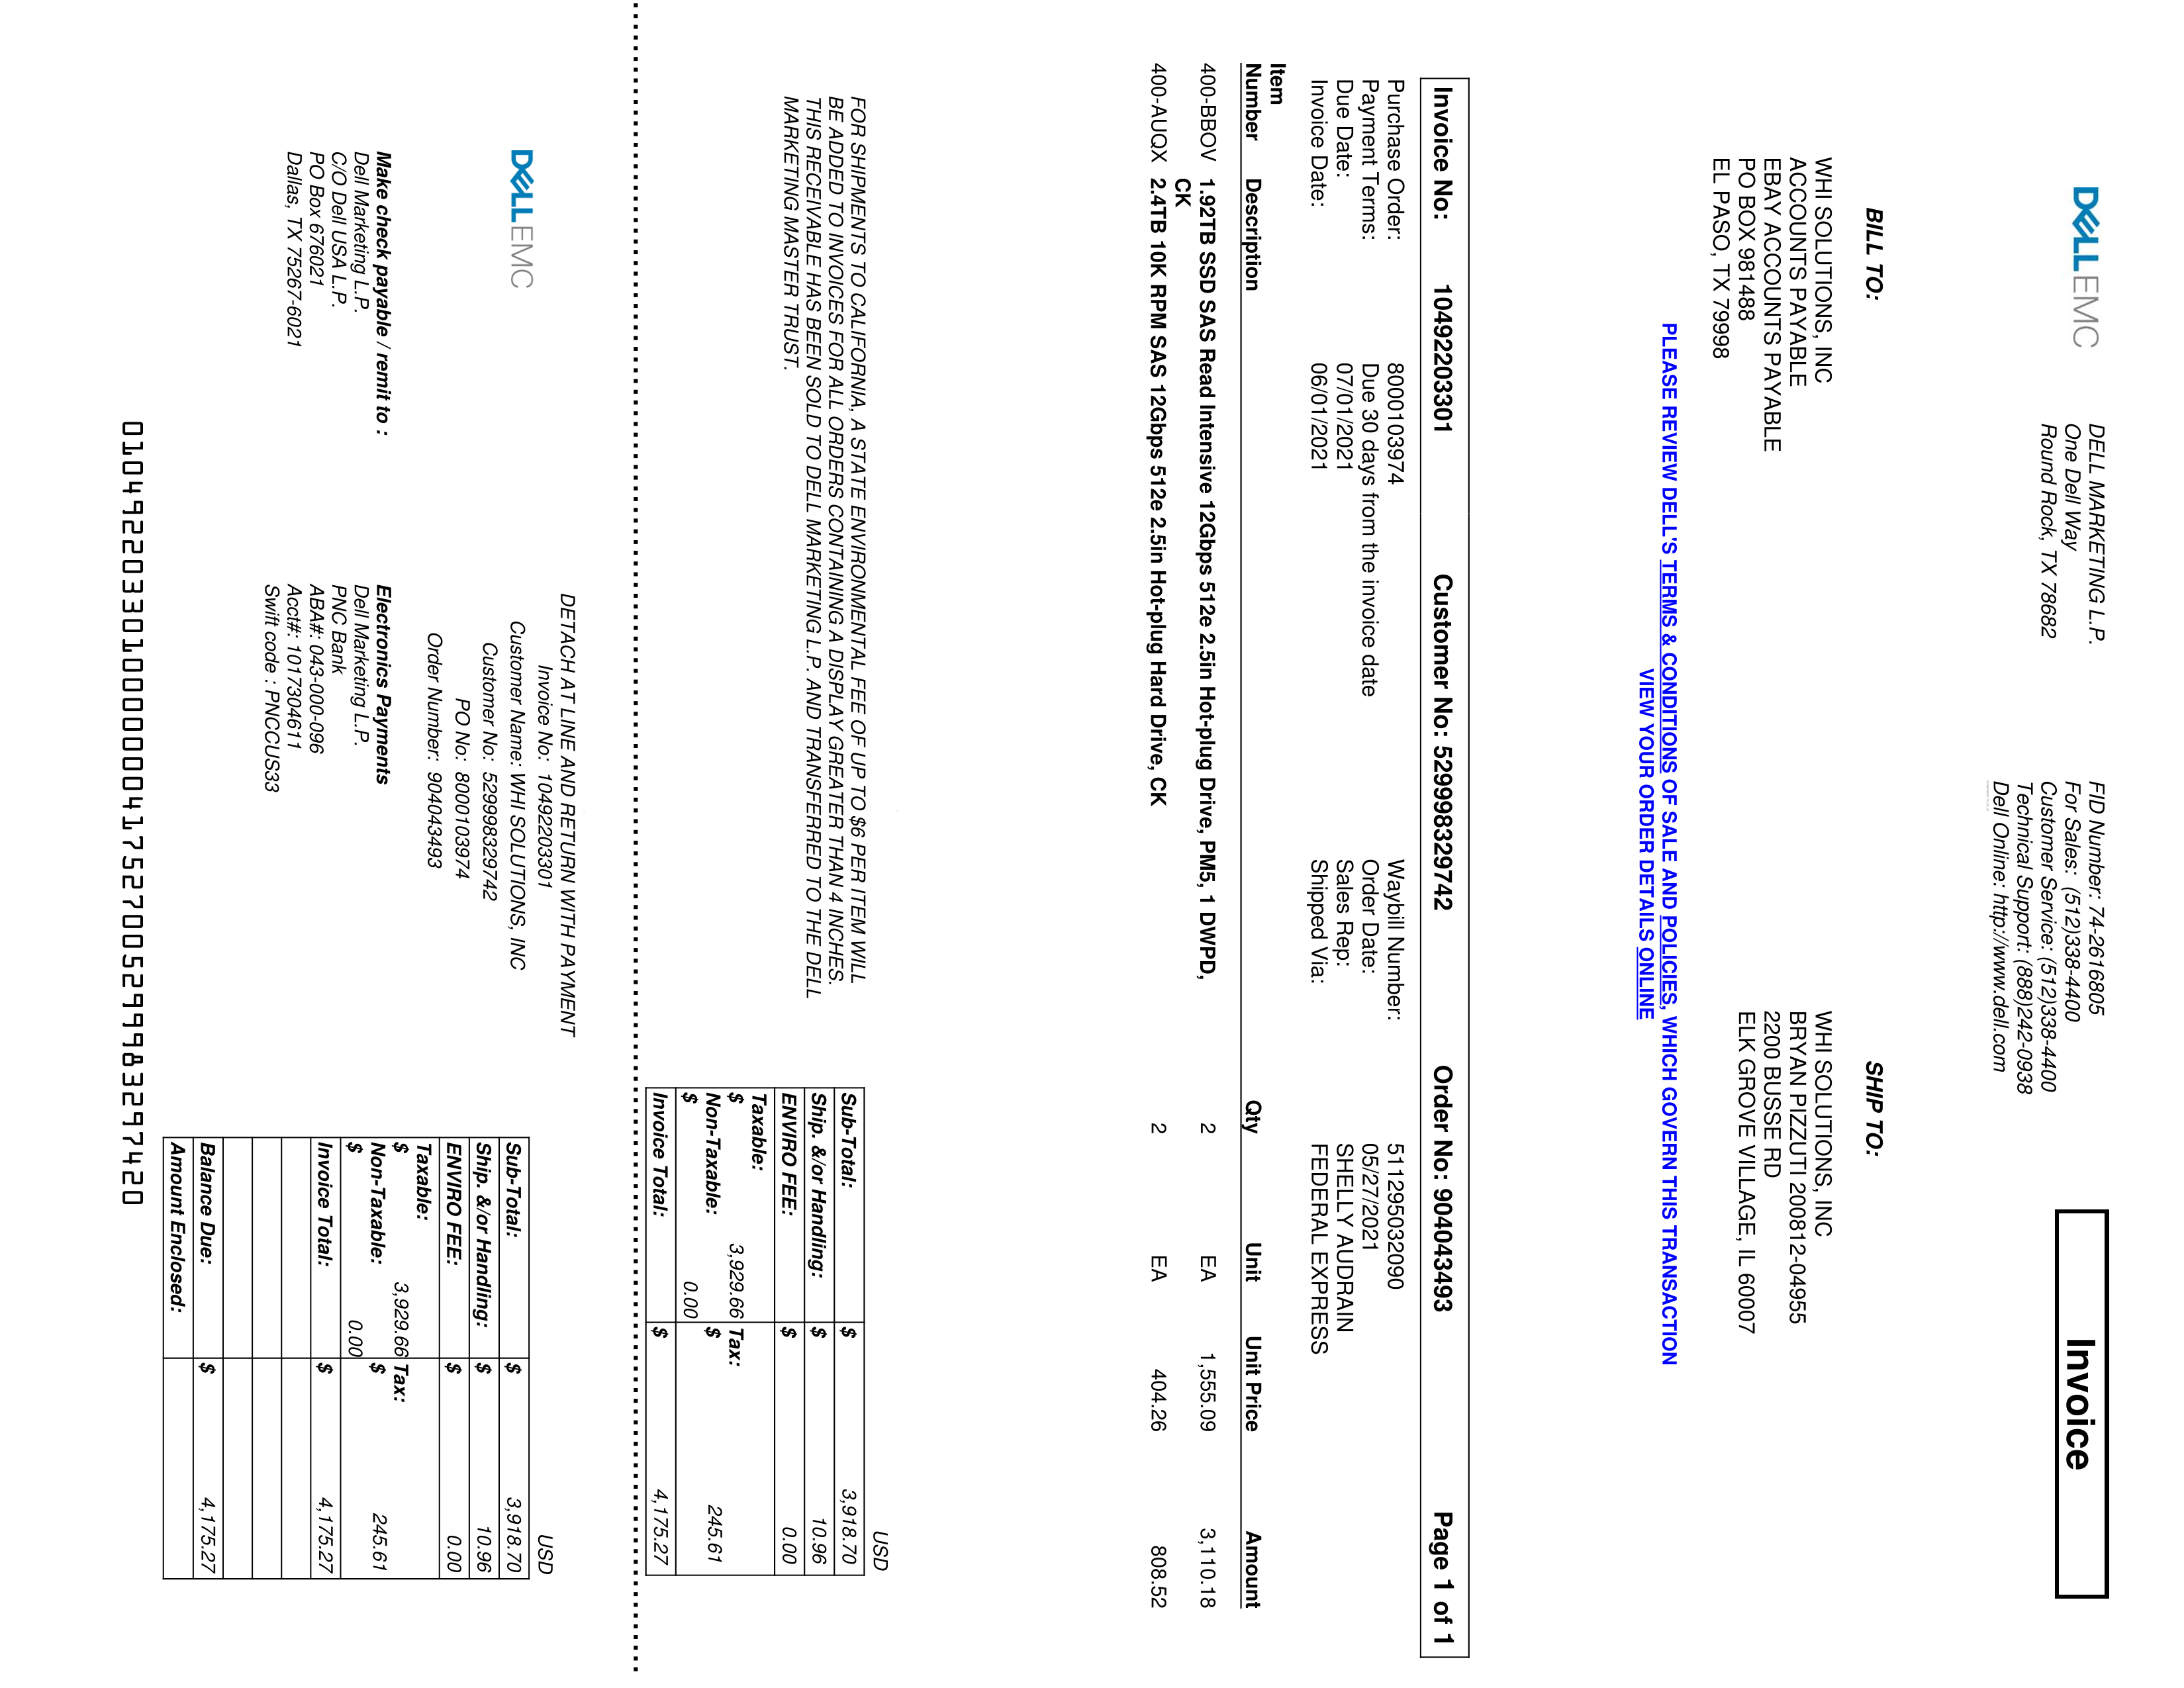 DELL EMC
DELL MARKETING L.P.
One Dell Way
Round Rock, TX 78682
FID Number: 74-2616805
For Sales: (512)338-4400
Customer Service: (512)338-4400
Technical Support: (888)242-0938
Dell Online: http://www.dell.com
Invoice
BILL TO:
WHI SOLUTIONS, INC
ACCOUNTS PAYABLE
EBAY ACCOUNTS PAYABLE
PO BOX 981488
EL PASO, TX 79998
SHIP TO:
WHI SOLUTIONS, INC
BRYAN PIZZUTI 200812-04955
2200 BUSSE RD
ELK GROVE VILLAGE, IL 60007
PLEASE REVIEW DELL'S TERMS & CONDITIONS OF SALE AND POLICIES, WHICH GOVERN THIS TRANSACTION
VIEW YOUR ORDER DETAILS ONLINE
Invoice No: 10492203301 Customer No: 529998329742 Order No: 904043493 Page 1 of 1
Purchase Order: 8000103974 Waybill Number: 511295032090
Payment Terms: Due 30 days from the invoice date Order Date: 05/27/2021
Due Date: 07/01/2021 Sales Rep: SHELLY AUDRAIN
Invoice Date: 06/01/2021 Shipped Via: FEDERAL EXPRESS
Item
Number Description Qty Unit Unit Price Amount
400-BBOV 1.92TB SSD SAS Read Intensive 12Gbps 512e 2.5in Hot-plug Drive, PM5, 1 DWPD, 2 EA 1,555.09 3,110.18
CK
400-AUQX 2.4TB 10K RPM SAS 12Gbps 512e 2.5in Hot-plug Hard Drive, CK 2 EA 404.26 808.52
FOR SHIPMENTS TO CALIFORNIA, A STATE ENVIRONMENTAL FEE OF UP TO $6 PER ITEM WILL
BE ADDED TO INVOICES FOR ALL ORDERS CONTAINING A DISPLAY GREATER THAN 4 INCHES.
THIS RECEIVABLE HAS BEEN SOLD TO DELL MARKETING L.P. AND TRANSFERRED TO THE DELL
MARKETING MASTER TRUST.
USD
Sub-Total: $ 3,918.70
Ship. &/or Handling: $ 10.96
ENVIRO FEE: $ 0.00
Taxable: 
$ 3,929.66 Tax:
Non-Taxable: $ 245.61
$ 0.00
Invoice Total: $ 4,175.27
DELL EMC
DETACH AT LINE AND RETURN WITH PAYMENT
Invoice No: 10492203301
Customer Name: WHI SOLUTIONS, INC
Customer No: 529998329742
PO No: 8000103974
Order Number: 904043493
Make check payable / remit to :
Dell Marketing L.P.
C/O Dell USA L.P.
PO Box 676021
Dallas, TX 75267-6021
Electronics Payments
Dell Marketing L.P.
PNC Bank
ABA#: 043-000-096
Acct#: 1017304611
Swift code : PNCCUS33
USD
Sub-Total: $ 3,918.70
Ship. &/or Handling: $ 10.96
ENVIRO FEE: $ 0.00
Taxable:
$ 3,929.66 Tax:
Non-Taxable: $ 245.61
$ 0.00
Invoice Total: $ 4,175.27
Balance Due: $ 4,175.27
Amount Enclosed:
01049220330100000000417527005299983297420